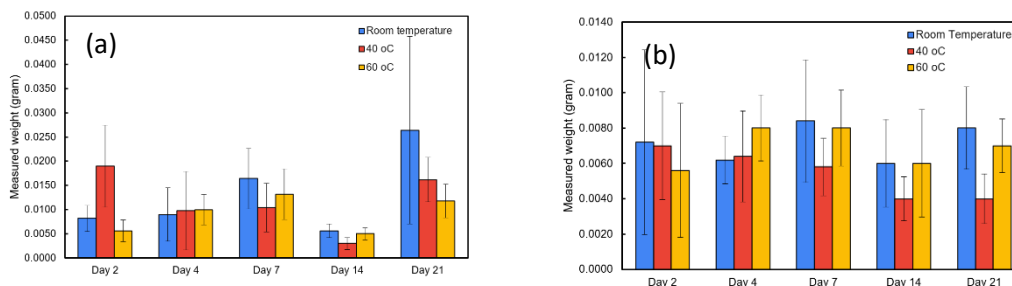 (a)
Measured weight (gram)
0.0500
0.0450
0.0400
0.0350
0.0300
0.0250
0.0200
0.0150
0.0100
0.0050
0.0000
Room temperature
40 oC
60 oC
Day 2 Day 4 Day 7 Day 14 Day 21
(b)
Measured weight (gram)
0.0140
0.0120
0.0100
0.0080
0.0060
0.0040
0.0020
0.0000
Room Temperature
40 oC
60 oC
Day 2 Day 4 Day 7 Day 14 Day 21